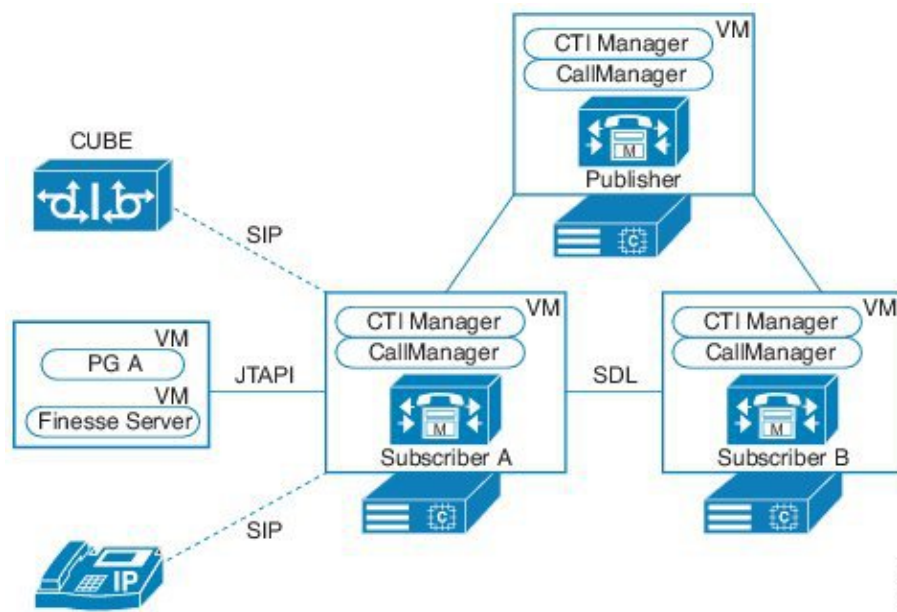 VM
CTI Manager
CallManager
M
Publisher
C
CUBE
SIP
VM
PG A
VM
Finesse Server
JTAPI
VM
CTI Manager
CallManager
M
Subscriber A
C
SDL
VM
CTI Manager
CallManager
M
Subscriber B
C
SIP
IP